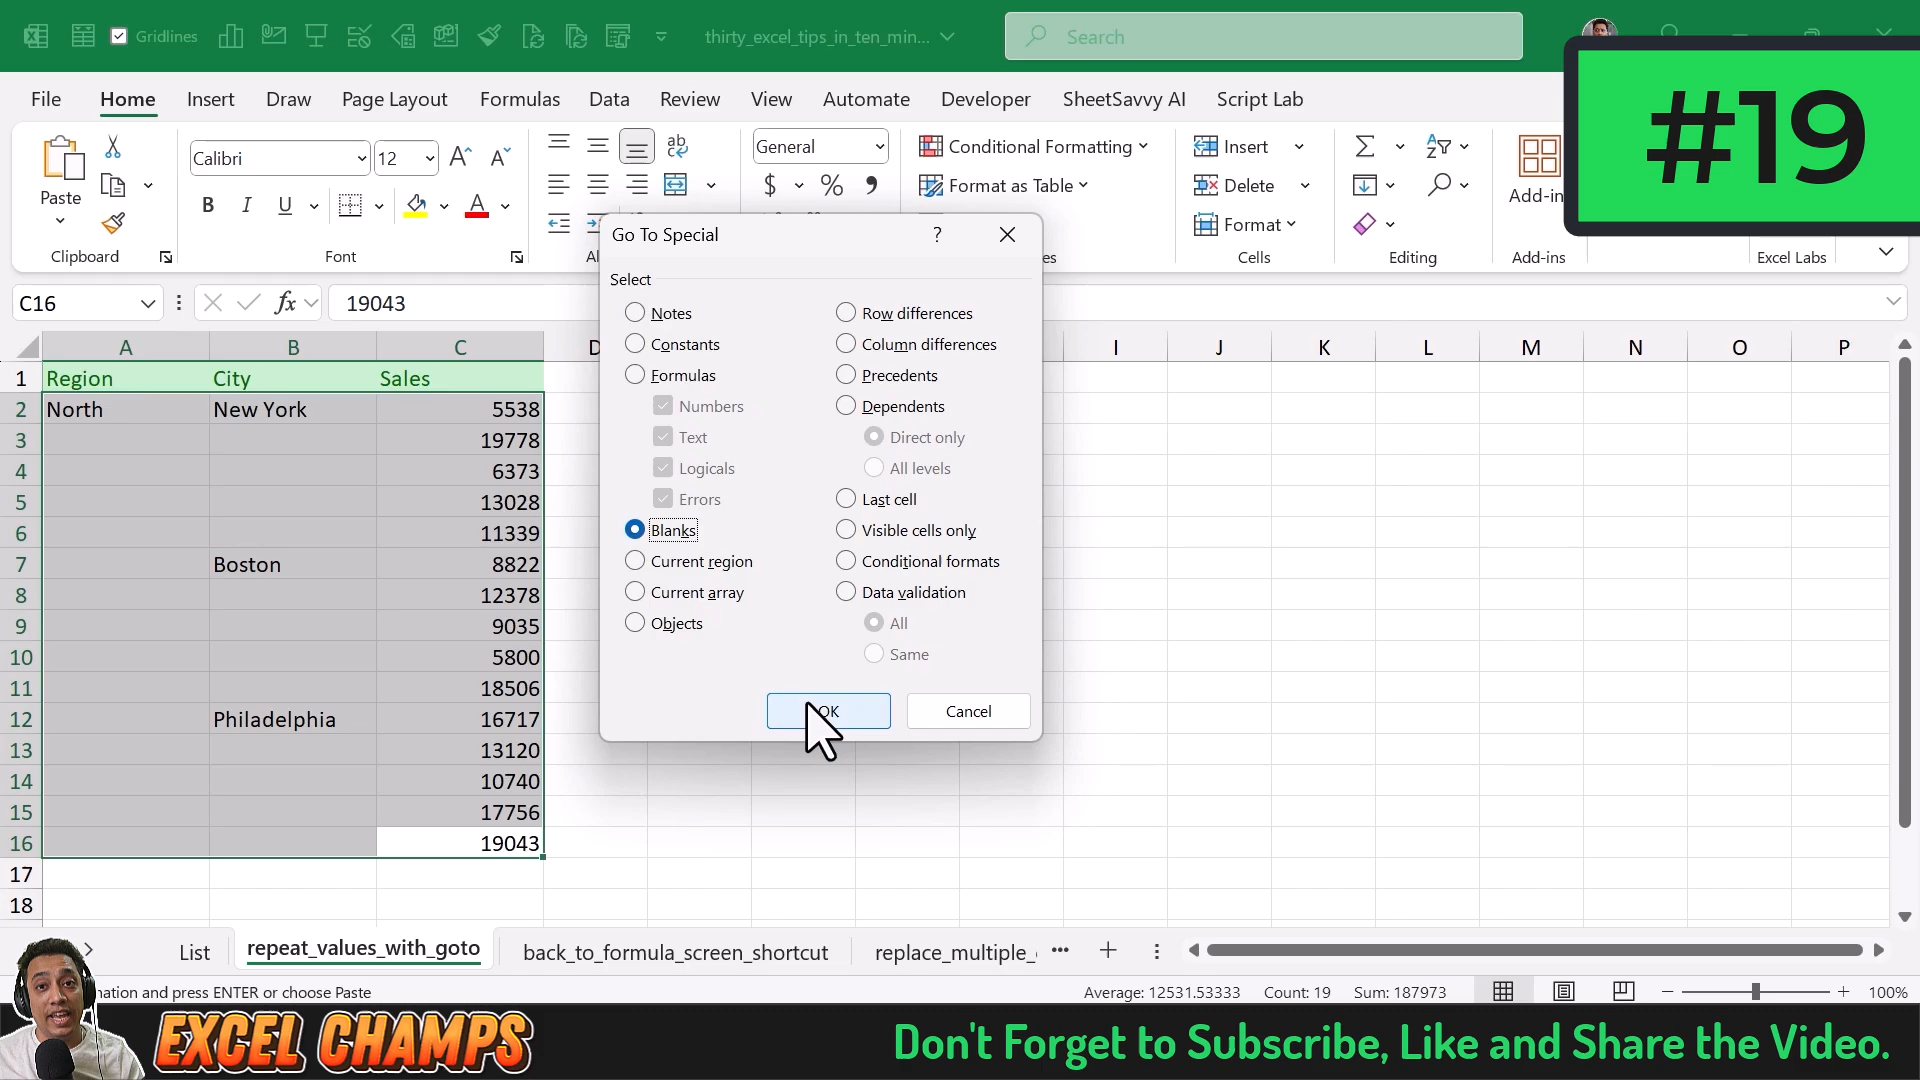 Gridlines
thirty_excel_tips_in_ten_min...
Search
#19
File Home Insert Draw Page Layout Formulas Data Review View Automate Developer SheetSavvy AI Script Lab
Paste
Calibri 12
B I U A
General
$ % 9
Conditional Formatting
Format as Table
Insert
Delete
Format
Clipboard Font Cells Editing Add-ins Excel Labs
C16 fx 19043
Go To Special ? 
Select
Notes
Constants
Formulas
Numbers
Text
Logicals
Errors
Blanks
Current region
Current array
Objects
Row differences
Column differences
Precedents
Dependents
Direct only
All levels
Last cell
Visible cells only
Conditional formats
Data validation
All
Same
OK Cancel
A B C D I J K L M N O P
1 Region City Sales
2 North New York 5538
3 19778
4 6373
5 13028
6 11339
7 Boston 8822
8 12378
9 9035
10 5800
11 18506
12 Philadelphia 16717
13 13120
14 10740
15 17756
16 19043
17
18
List repeat_values_with_goto back_to_formula_screen_shortcut replace_multiple_
and press ENTER or choose Paste Average: 12531.53333 Count: 19 Sum: 187973 100%
EXCEL CHAMPS
Don't Forget to Subscribe, Like and Share the Video.